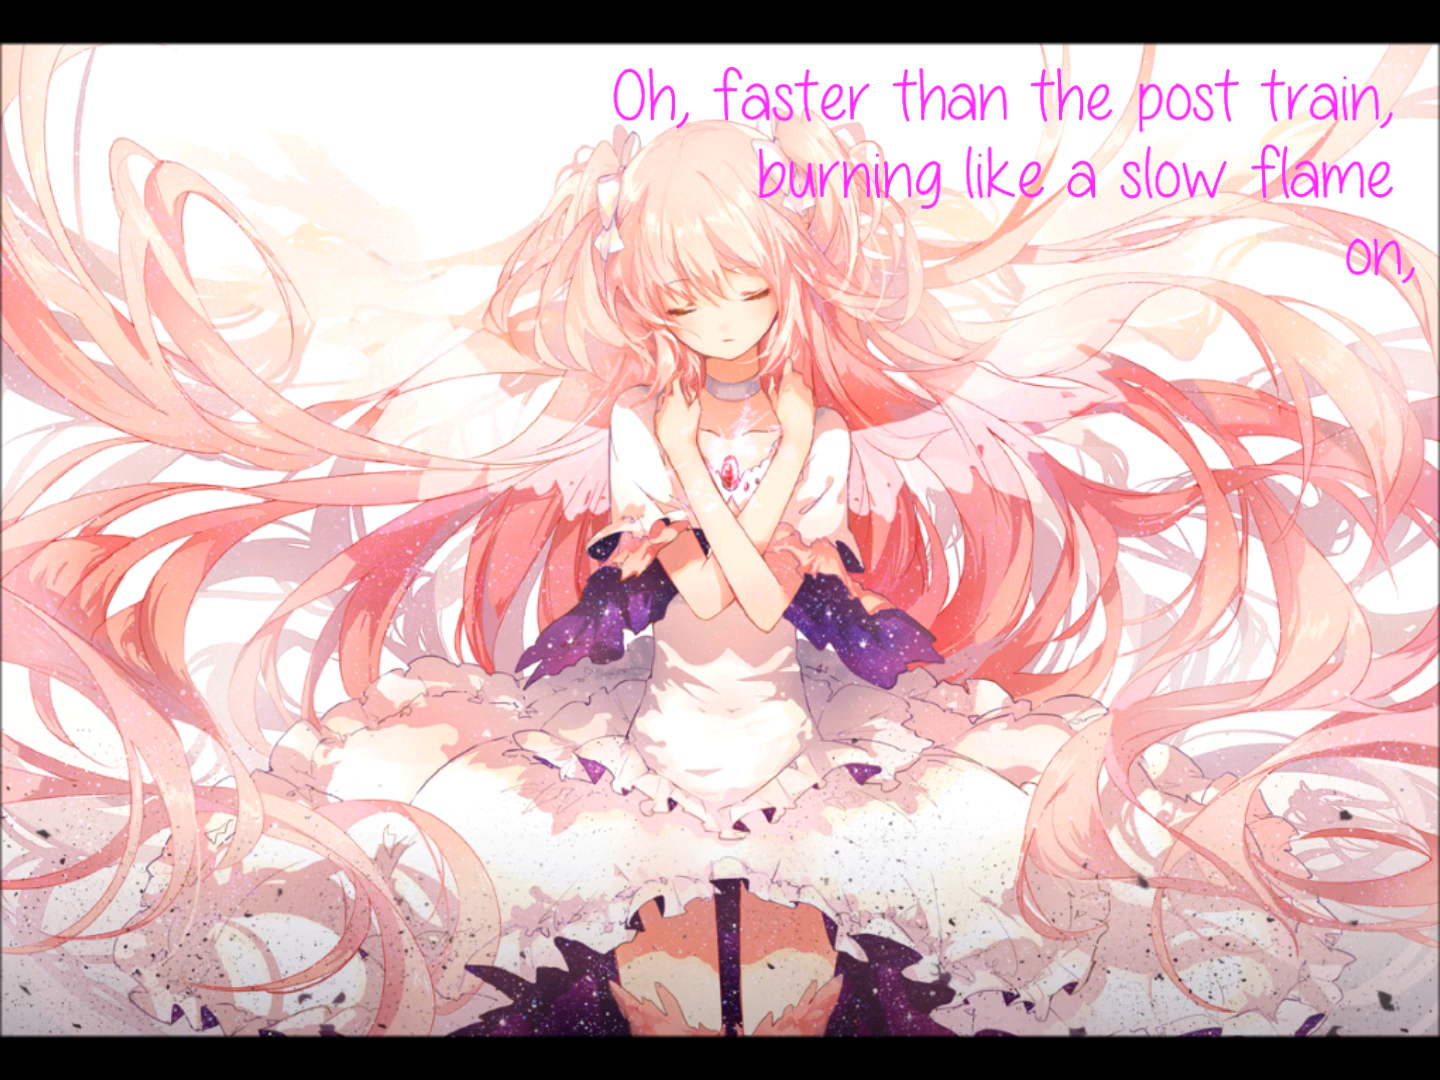 Oh, faster than the post train,
burning like a slow flame
on,